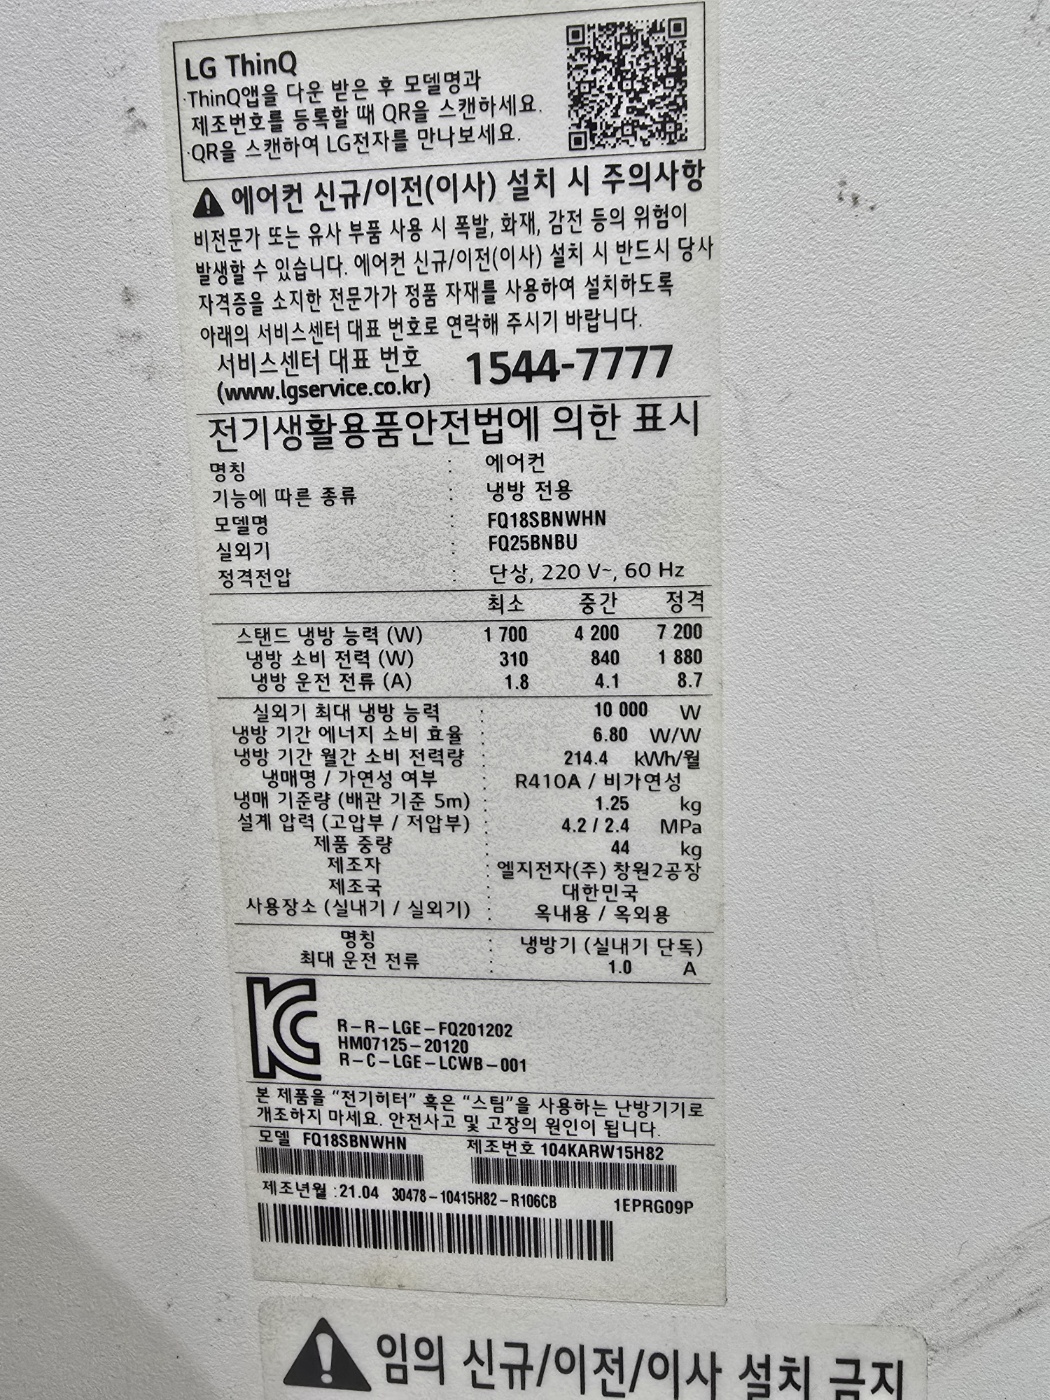 LG ThinQ
·ThinQ앱을 다운 받은 후 모델명과
제조번호를 등록할 때 QR을 스캔하세요.
·QR을 스캔하여 LG전자를 만나보세요.
에어컨 신규/이전(이사) 설치 시 주의사항
비전문가 또는 유사 부품 사용 시 폭발, 화재, 감전 등의 위험이
발생할 수 있습니다. 에어컨 신규/이전(이사) 설치 시 반드시 당사
자격증을 소지한 전문가가 정품 자재를 사용하여 설치하도록
아래의 서비스센터 대표 번호로 연락해 주시기 바랍니다.
서비스센터 대표 번호 1544-7777
(www.lgservice.co.kr)
전기생활용품안전법에 의한 표시
명칭 : 에어컨
기능에 따른 종류 : 냉방 전용
모델명 : FQ18SBNWHN
실외기 : FQ25BNBU
정격전압 : 단상, 220 V~, 60 Hz
최소 중간 정격
스탠드 냉방 능력 (W) 1 700 4 200 7 200
냉방 소비 전력 (W) 310 840 1 880
냉방 운전 전류 (A) 1.8 4.1 8.7
실외기 최대 냉방 능력 : 10 000 W
냉방 기간 에너지 소비 효율 : 6.80 W/W
냉방 기간 월간 소비 전력량 : 214.4 kWh/월
냉매명 / 가연성 여부 : R410A / 비가연성
냉매 기준량 (배관 기준 5m) : 1.25 kg
설계 압력 (고압부 / 저압부) : 4.2 / 2.4 MPa
제품 중량 : 44 kg
제조자 : 엘지전자(주) 창원2공장
제조국 : 대한민국
사용장소 (실내기 / 실외기) : 옥내용 / 옥외용
명칭 : 냉방기 (실내기 단독)
최대 운전 전류 : 1.0 A
R-R-LGE-FQ201202
HM07125-20120
R-C-LGE-LCWB-001
본 제품을 "전기히터" 혹은 "스팀"을 사용하는 난방기기로
개조하지 마세요. 안전사고 및 고장의 원인이 됩니다.
모델 FQ18SBNWHN 제조번호 104KARW15H82
제조년월 :21.04 30478-10415H82-R106CB 1EPRG09P
임의 신규/이전/이사 설치 금지